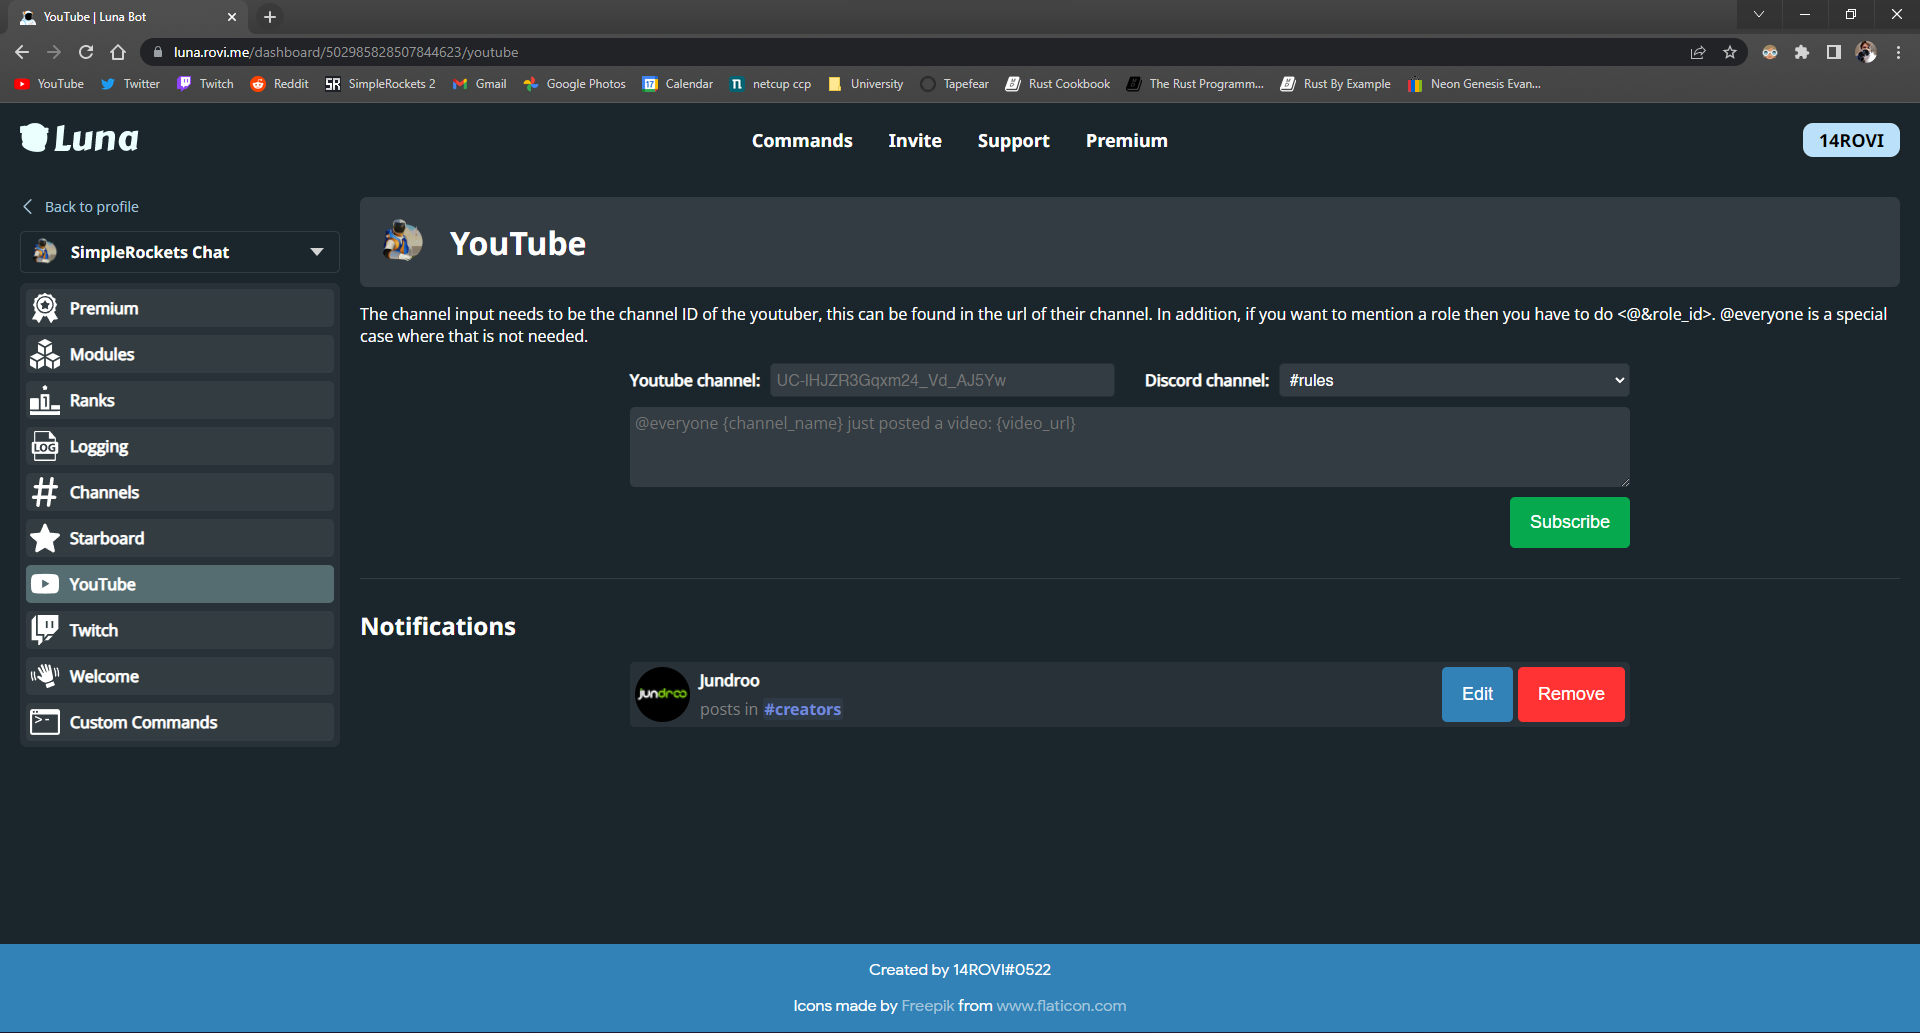 YouTube | Luna Bot
luna.rovi.me/dashboard/502985828507844623/youtube
YouTube Twitter Twitch Reddit SimpleRockets 2 Gmail Google Photos Calendar netcup ccp University Tapefear Rust Cookbook The Rust Programm... Rust By Example Neon Genesis Evan...
Luna
Commands Invite Support Premium
14ROVI
Back to profile
SimpleRockets Chat
Premium
Modules
Ranks
Logging
Channels
Starboard
YouTube
Twitch
Welcome
Custom Commands
YouTube
The channel input needs to be the channel ID of the youtuber, this can be found in the url of their channel. In addition, if you want to mention a role then you have to do <@&role_id>. @everyone is a special
case where that is not needed.
Youtube channel: UC-lHJZR3Gqxm24_Vd_AJ5Yw Discord channel: #rules
@everyone {channel_name} just posted a video: {video_url}
Subscribe
Notifications
jundroo
Jundroo
posts in #creators
Edit Remove
Created by 14ROVI#0522
Icons made by Freepik from www.flaticon.com